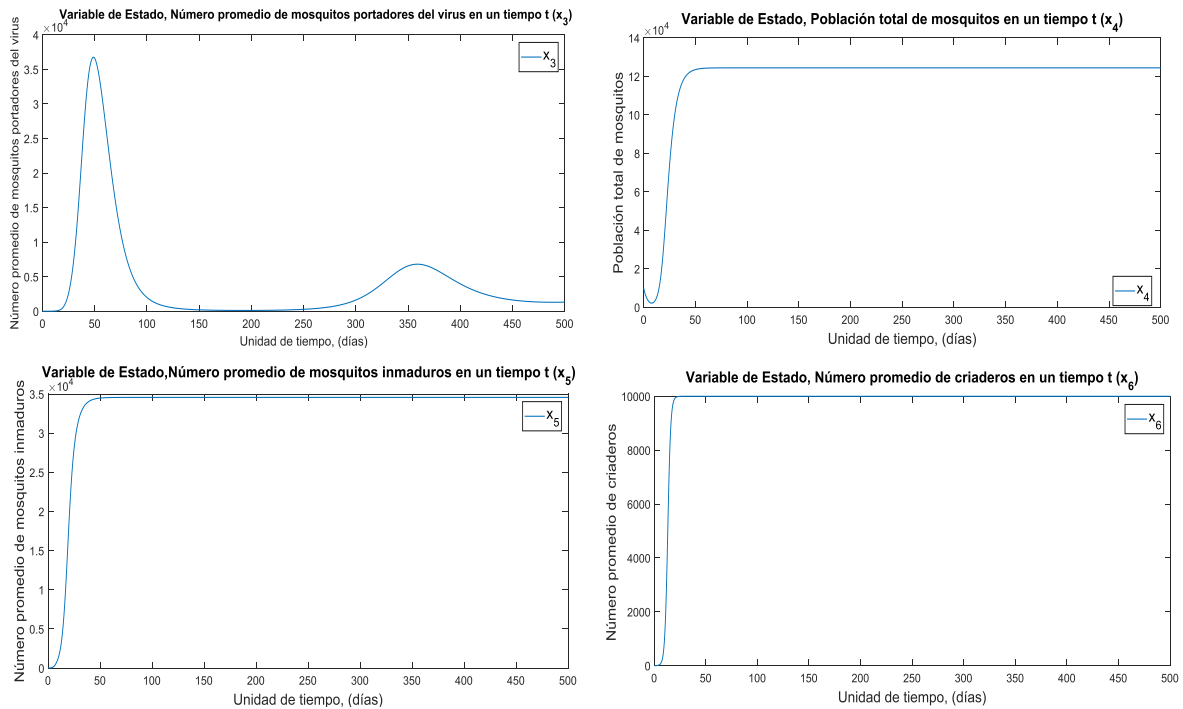 Variable de Estado, Número promedio de mosquitos portadores del virus en un tiempo t (x3)
×10^4
Número promedio de mosquitos portadores del virus
4
3.5
3
2.5
2
1.5
1
0.5
0
x3
0 50 100 150 200 250 300 350 400 450 500
Unidad de tiempo, (días)
Variable de Estado, Población total de mosquitos en un tiempo t (x4)
×10^4
Población total de mosquitos
14
12
10
8
6
4
2
0
x4
0 50 100 150 200 250 300 350 400 450 500
Unidad de tiempo, (días)
Variable de Estado,Número promedio de mosquitos inmaduros en un tiempo t (x5)
×10^4
Número promedio de mosquitos inmaduros
3.5
3
2.5
2
1.5
1
0.5
0
x5
0 50 100 150 200 250 300 350 400 450 500
Unidad de tiempo, (días)
Variable de Estado, Número promedio de criaderos en un tiempo t (x6)
Número promedio de criaderos
10000
8000
6000
4000
2000
0
x6
0 50 100 150 200 250 300 350 400 450 500
Unidad de tiempo, (días)